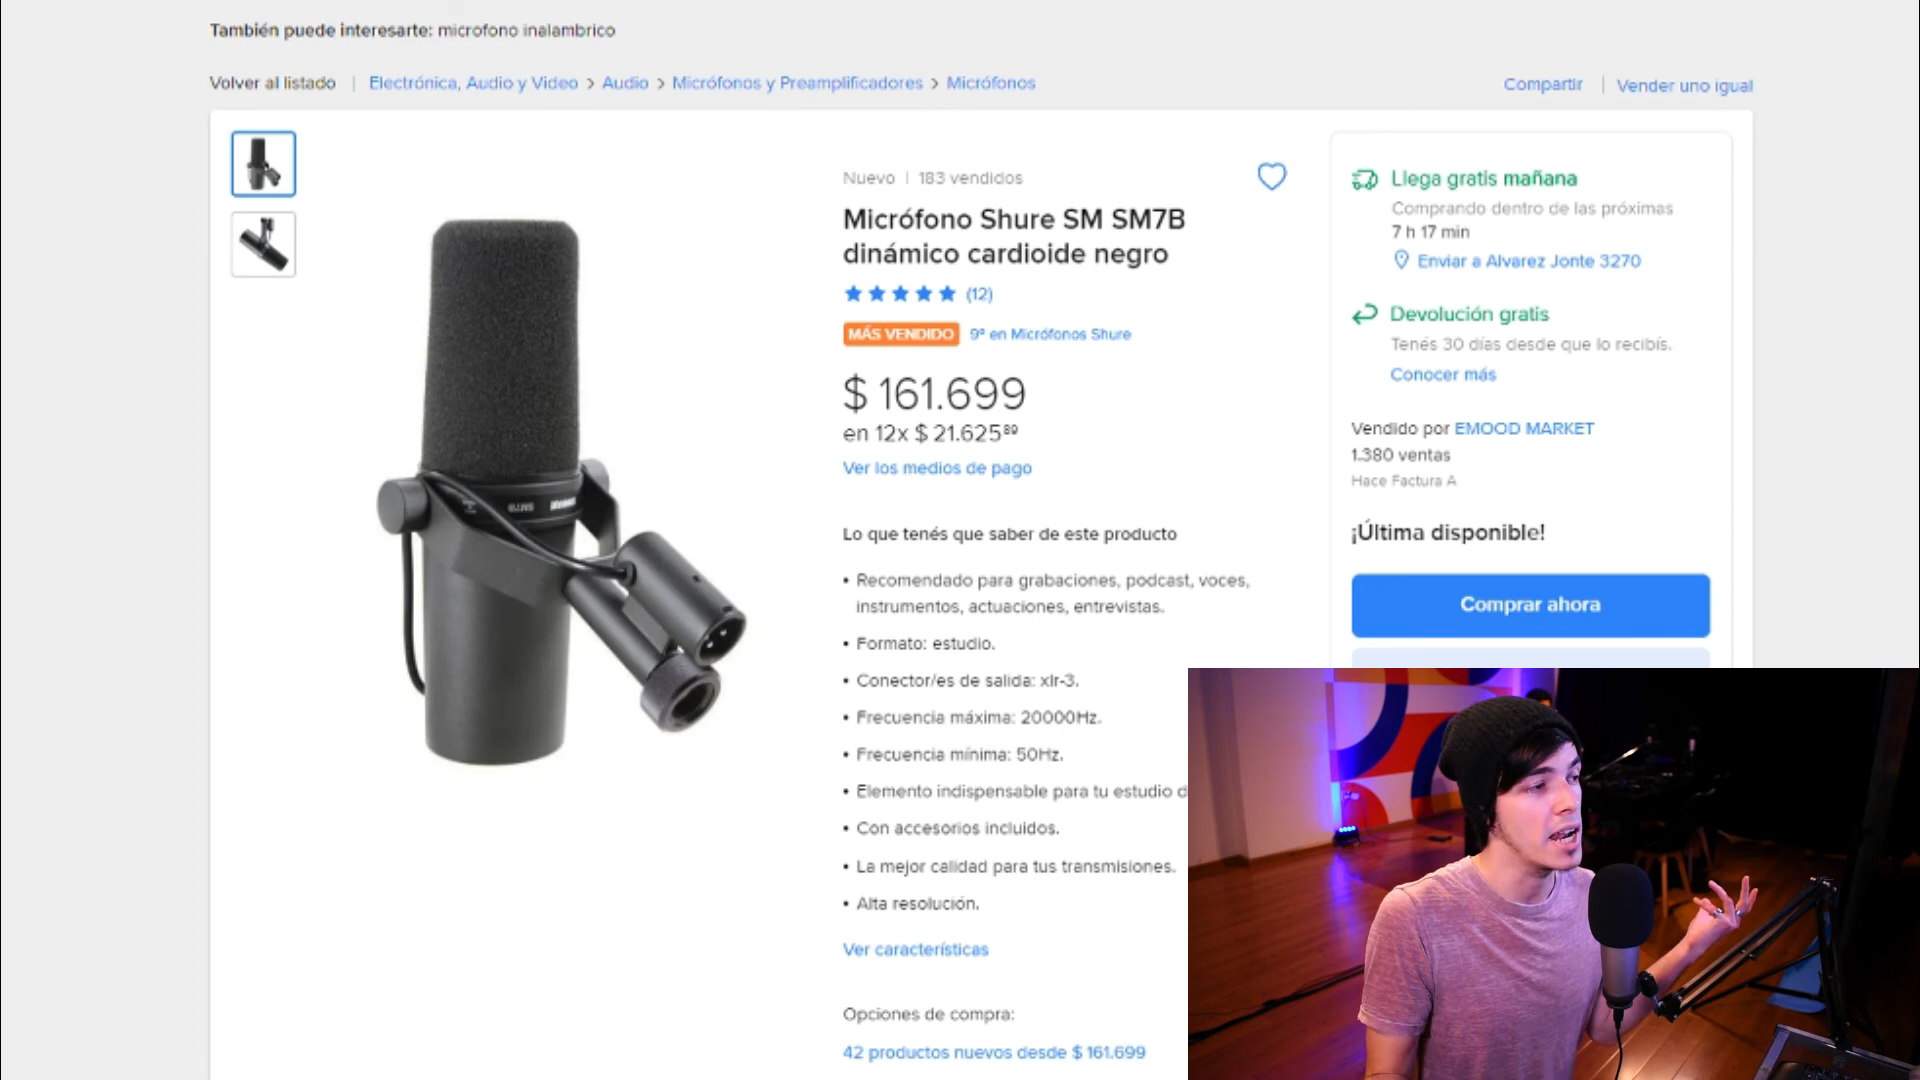 También puede interesarte: microfono inalambrico
Volver al listado | Electrónica, Audio y Video > Audio > Micrófonos y Preamplificadores > Micrófonos
Compartir | Vender uno igual
Nuevo | 183 vendidos
Micrófono Shure SM SM7B
dinámico cardioide negro
(12)
MÁS VENDIDO 9º en Micrófonos Shure
$ 161.699
en 12x $ 21.625⁸⁹
Ver los medios de pago
Lo que tenés que saber de este producto
• Recomendado para grabaciones, podcast, voces,
instrumentos, actuaciones, entrevistas.
• Formato: estudio.
• Conector/es de salida: xlr-3.
• Frecuencia máxima: 20000Hz.
• Frecuencia mínima: 50Hz.
• Elemento indispensable para tu estudio d
• Con accesorios incluidos.
• La mejor calidad para tus transmisiones.
• Alta resolución.
Ver características
Opciones de compra:
42 productos nuevos desde $ 161.699
Llega gratis mañana
Comprando dentro de las próximas
7 h 17 min
Enviar a Alvarez Jonte 3270
Devolución gratis
Tenés 30 días desde que lo recibís.
Conocer más
Vendido por EMOOD MARKET
1.380 ventas
Hace Factura A
¡Última disponible!
Comprar ahora